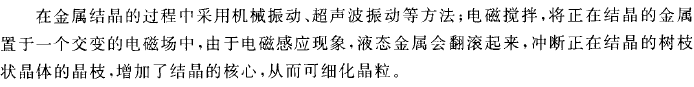 在金属结晶的过程中采用机械振动、超声波振动等方法;电磁搅拌,将正在结晶的金属
置于一个交变的电磁场中,由于电磁感应现象,液态金属会翻滚起来,冲断正在结晶的树枝
状晶体的晶枝,增加了结晶的核心,从而可细化晶粒。